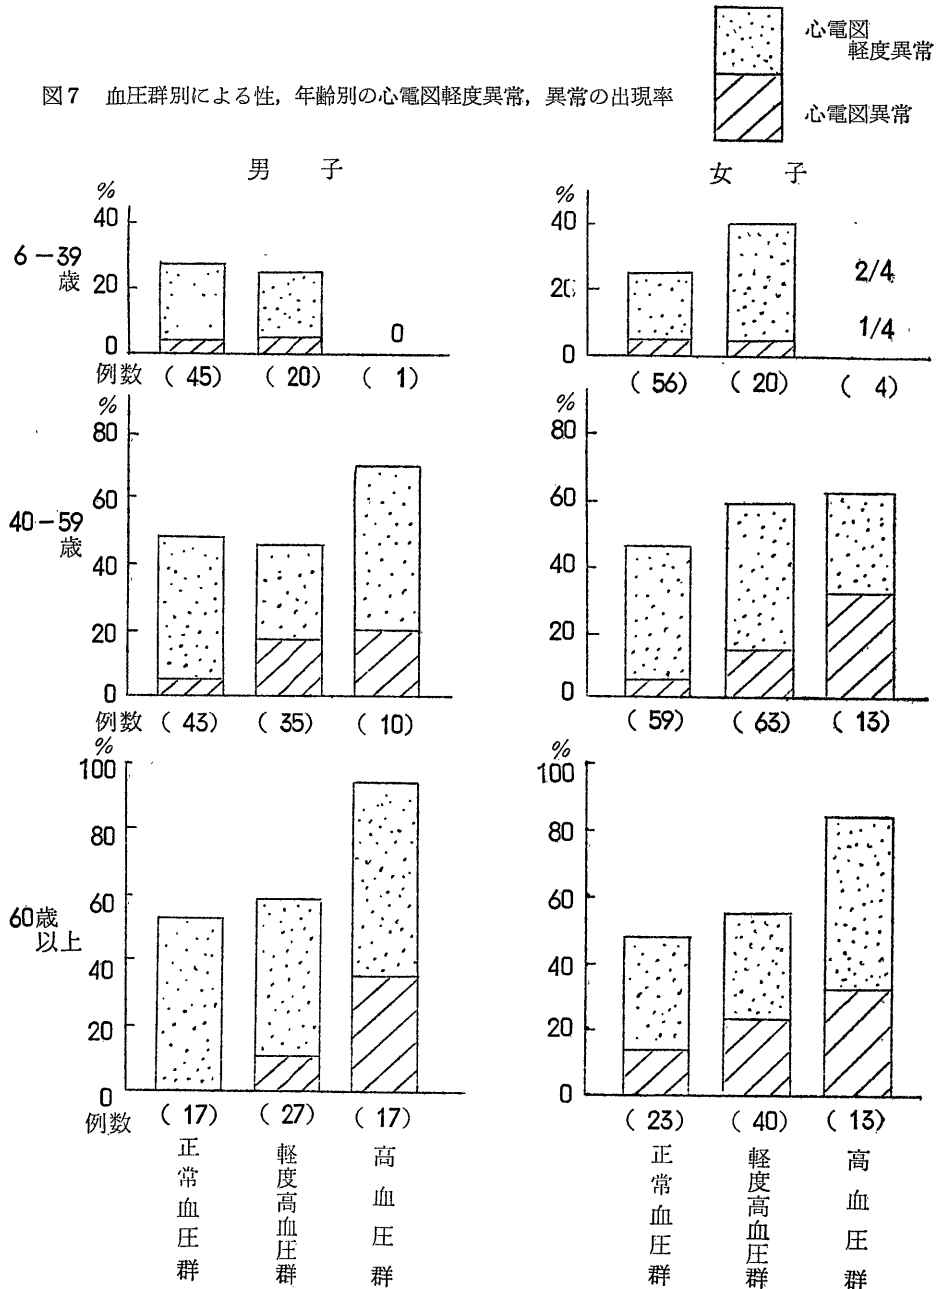 心電図
軽度異常
図7 血圧群別による性，年齢別の心電図軽度異常，異常の出現率
心電図異常
男 子
女 子
%
40
6-39
歳
20
0
0
例数 ( 45) ( 20) ( 1)
%
40
20
0
2/4
1/4
( 56) ( 20) ( 4)
%
80
60
40-59
歳
40
20
0
例数 ( 43) ( 35) ( 10)
%
80
60
40
20
0
( 59) ( 63) ( 13)
%
100
80
60
60歳
以上
40
20
0
例数 ( 17) ( 27) ( 17)
%
100
80
60
40
20
0
( 23) ( 40) ( 13)
正常血圧群
軽度高血圧群
高血圧群
正常血圧群
軽度高血圧群
高血圧群